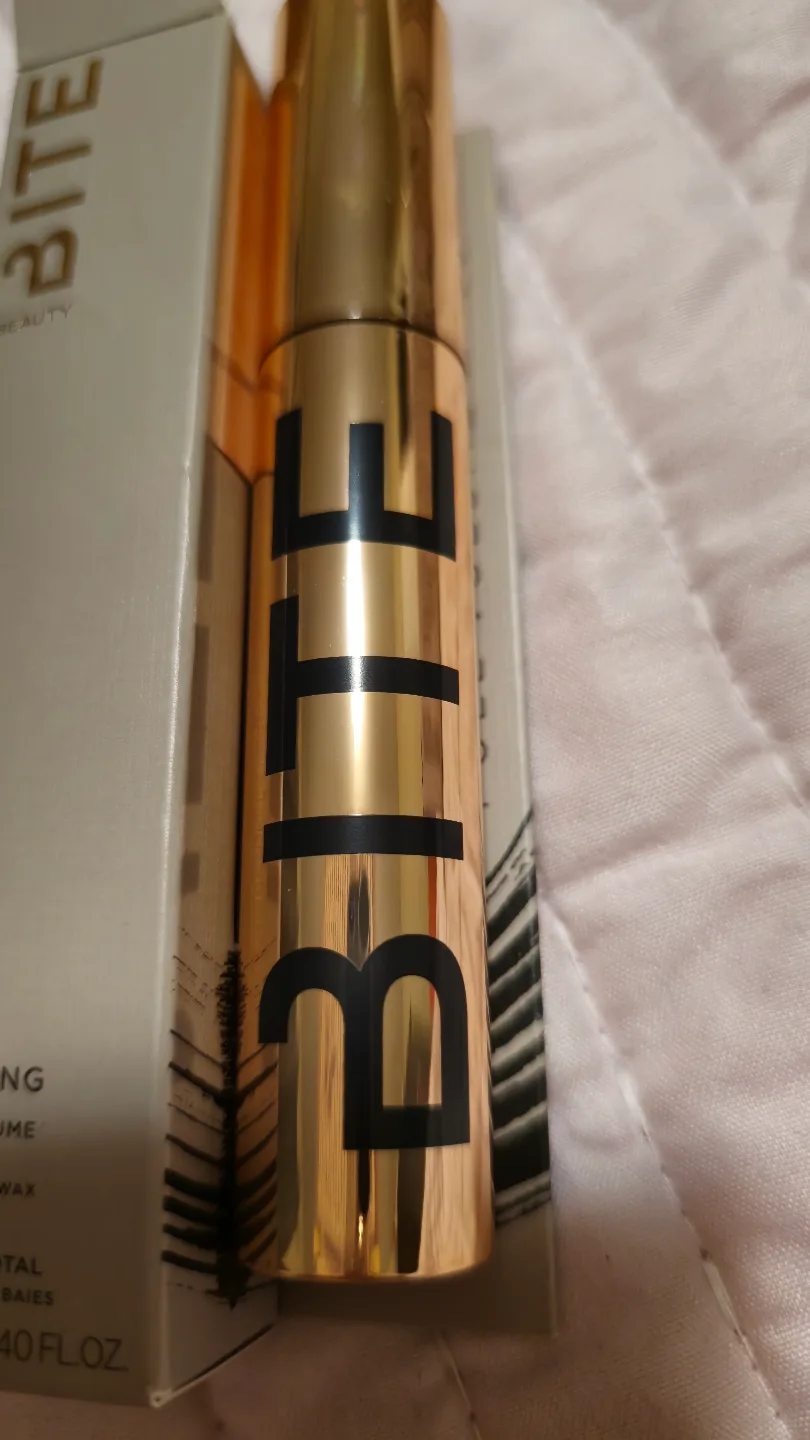 BITE
BEAUTY
BITE
NG
UME
WAX
OTAL
BAIES
40 FL.OZ.